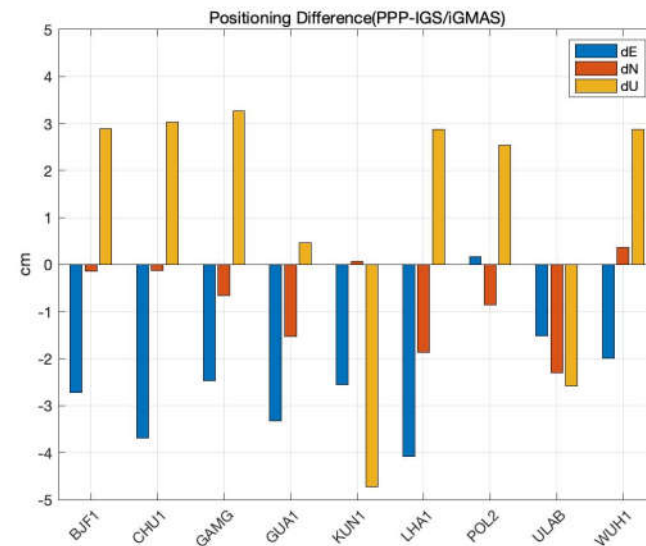 Positioning Difference(PPP-IGS/iGMAS)
5
4
3
2
1
0
-1
-2
-3
-4
-5
cm
dE
dN
dU
BJF1
CHU1
GAMG
GUA1
KUN1
LHA1
POL2
ULAB
WUH1